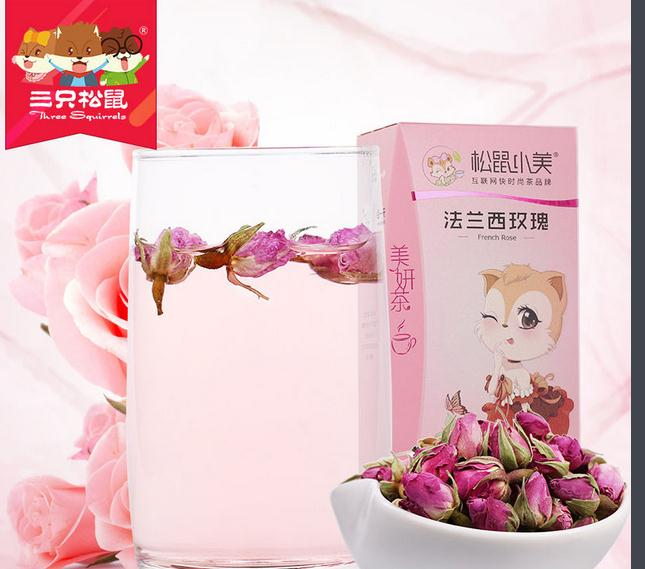 ®
三只松鼠
Three Squirrels
松鼠小美®
互联网快时尚茶品牌
法兰西玫瑰
French Rose
美妍茶